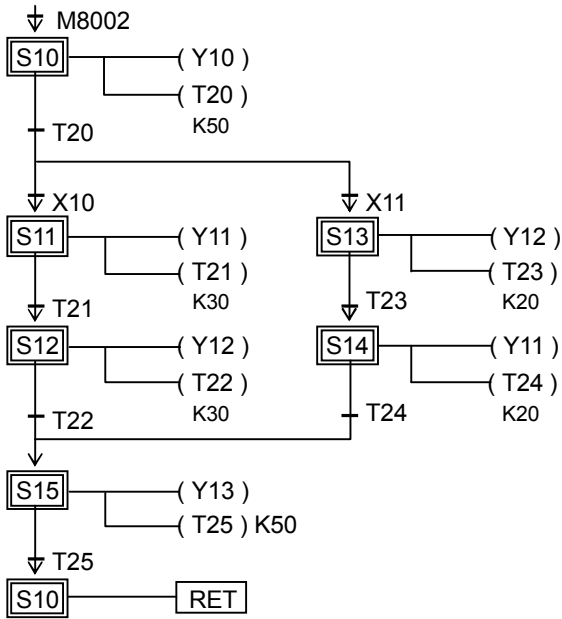 M8002
S10
( Y10 )
( T20 )
K50
T20
X10
X11
S11
( Y11 )
S13
( Y12 )
( T21 )
K30
( T23 )
K20
T21
T23
S12
( Y12 )
S14
( Y11 )
( T22 )
K30
( T24 )
K20
T22
T24
S15
( Y13 )
( T25 ) K50
T25
S10
RET